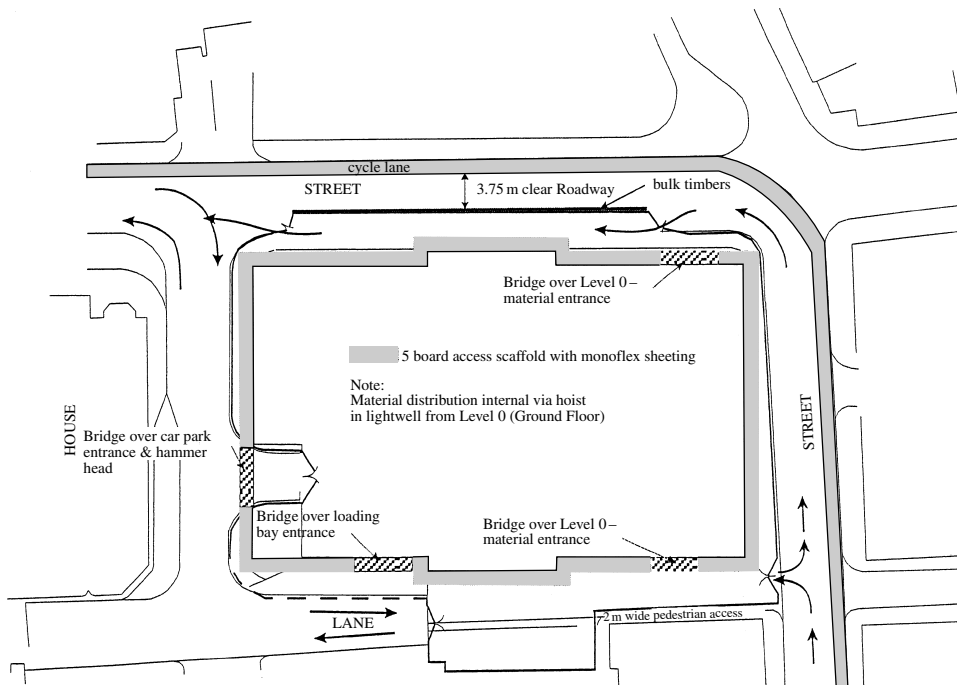 cycle lane
STREET
3.75 m clear Roadway
bulk timbers
Bridge over Level 0–
material entrance
5 board access scaffold with monoflex sheeting
Note:
Material distribution internal via hoist
in lightwell from Level 0 (Ground Floor)
HOUSE
STREET
Bridge over car park
entrance & hammer
head
Bridge over loading
bay entrance
Bridge over Level 0–
material entrance
LANE
2 m wide pedestrian access